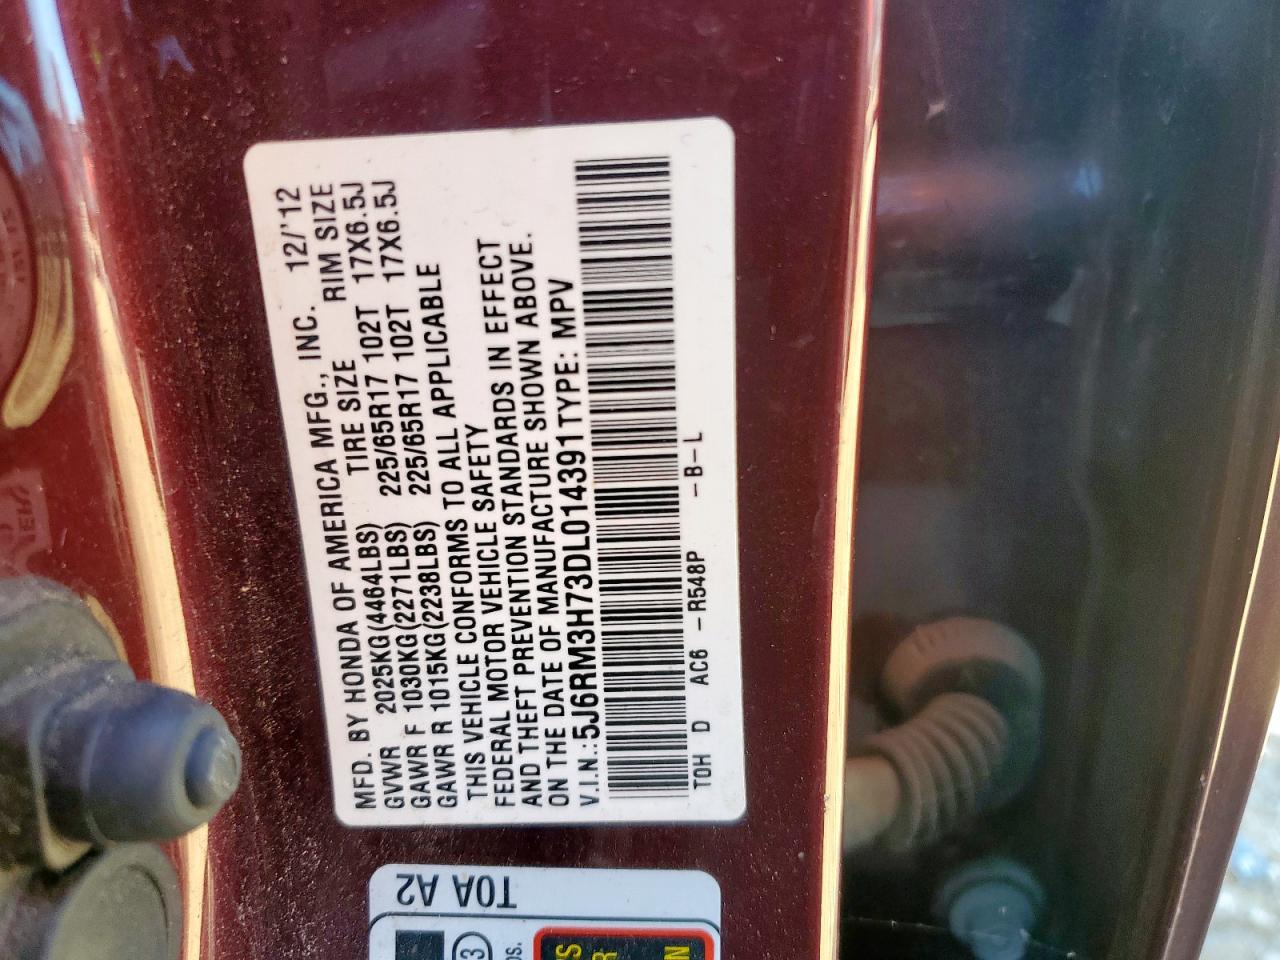 MFD. BY HONDA OF AMERICA MFG., INC. 12/'12
GVWR 2025KG(4464LBS) TIRE SIZE RIM SIZE
GAWR F 1030KG(2271LBS) 225/65R17 102T 17X6.5J
GAWR R 1015KG(2238LBS) 225/65R17 102T 17X6.5J
THIS VEHICLE CONFORMS TO ALL APPLICABLE
FEDERAL MOTOR VEHICLE SAFETY
AND THEFT PREVENTION STANDARDS IN EFFECT
ON THE DATE OF MANUFACTURE SHOWN ABOVE.
V.I.N.:5J6RM3H73DL014391TYPE: MPV
TOH D AC6 -R548P -B-L
T0A A2
3